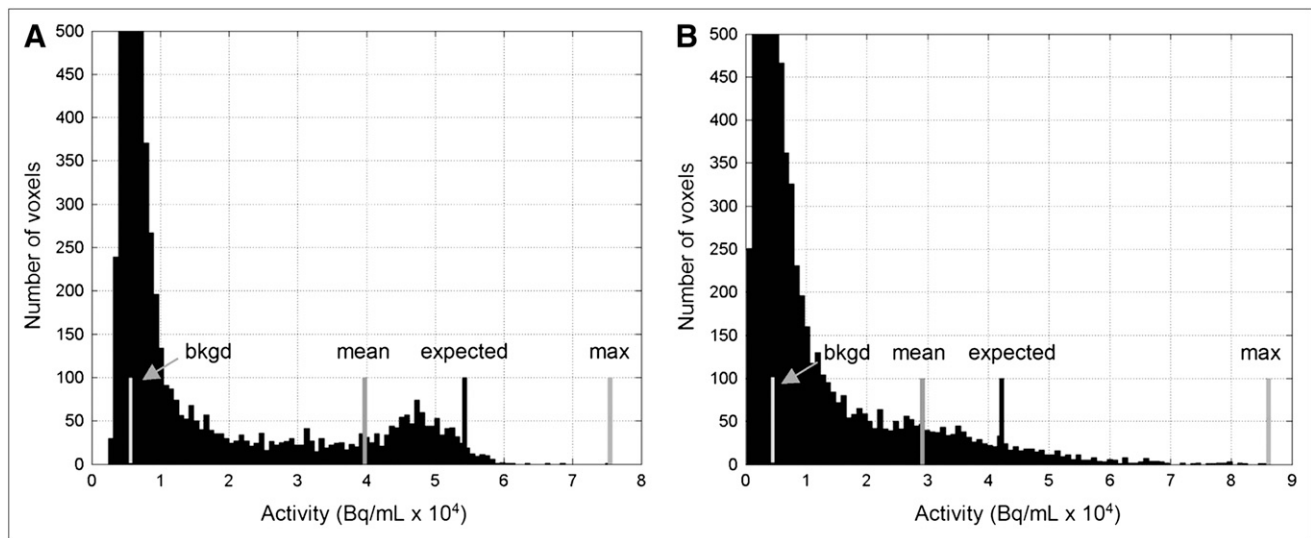 A
500
450
400
350
300
250
200
150
100
50
0
Number of voxels
bkgd mean expected max
0 1 2 3 4 5 6 7 8
Activity (Bq/mL x 10⁴)
B
500
450
400
350
300
250
200
150
100
50
0
Number of voxels
bkgd mean expected max
0 1 2 3 4 5 6 7 8 9
Activity (Bq/mL x 10⁴)